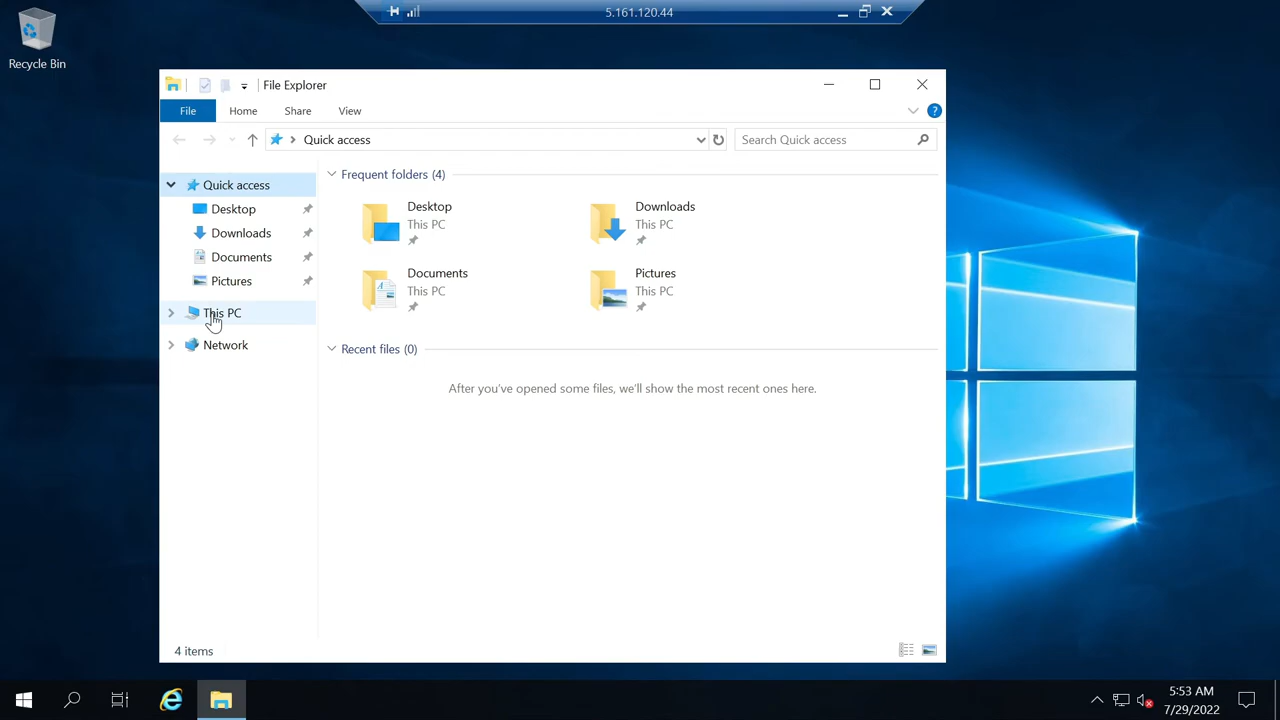 5.161.120.44
Recycle Bin
File Explorer
File Home Share View
Quick access
Search Quick access
Quick access
Desktop
Downloads
Documents
Pictures
This PC
Network
Frequent folders (4)
Desktop
This PC
Downloads
This PC
Documents
This PC
Pictures
This PC
Recent files (0)
After you've opened some files, we'll show the most recent ones here.
4 items
5:53 AM
7/29/2022